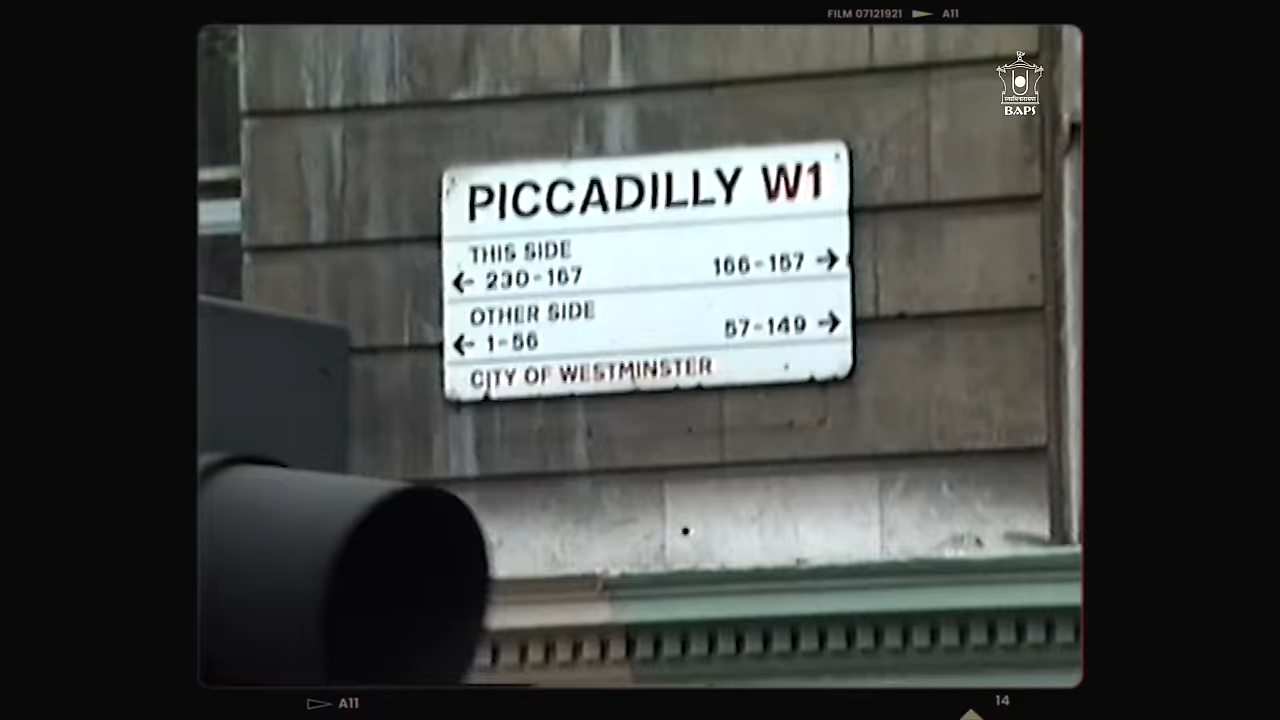 FILM 07121921 A11
BAPS
PICCADILLY W1
THIS SIDE
← 230-167 166-157 →
OTHER SIDE
← 1-56 57-149 →
CITY OF WESTMINSTER
A11 14